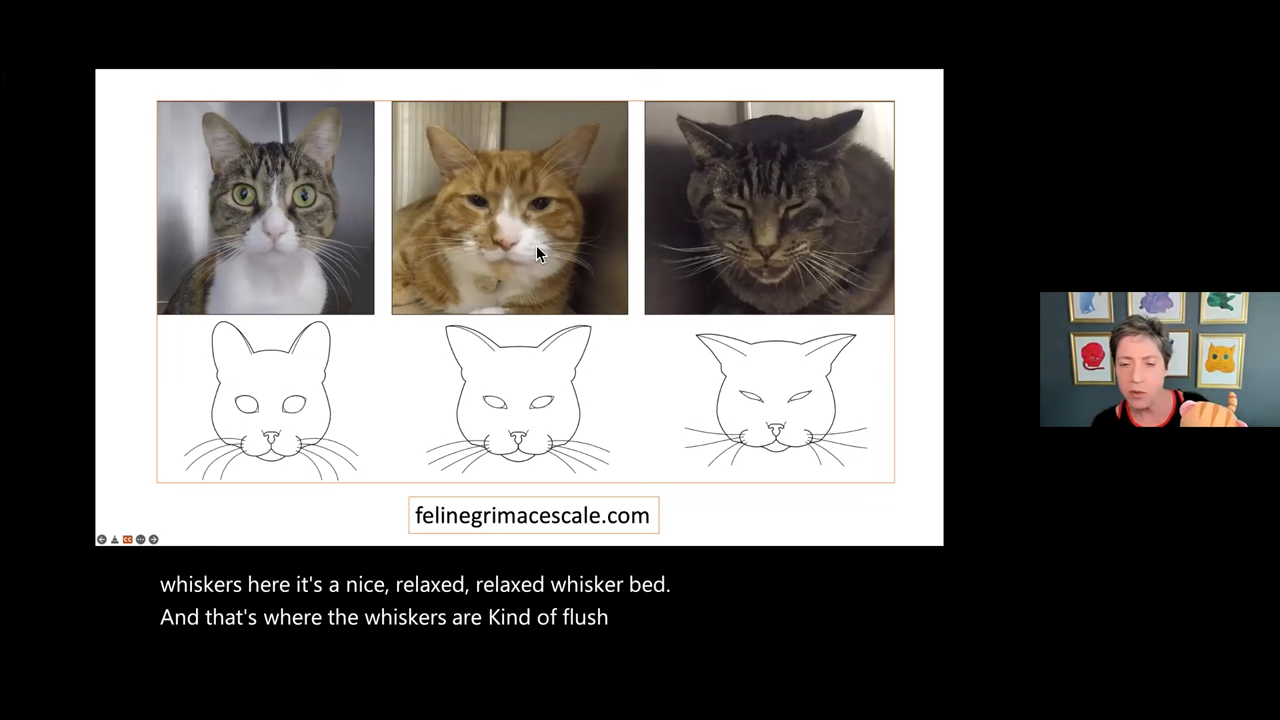 felinegrimacescale.com
CC
whiskers here it's a nice, relaxed, relaxed whisker bed.
And that's where the whiskers are Kind of flush